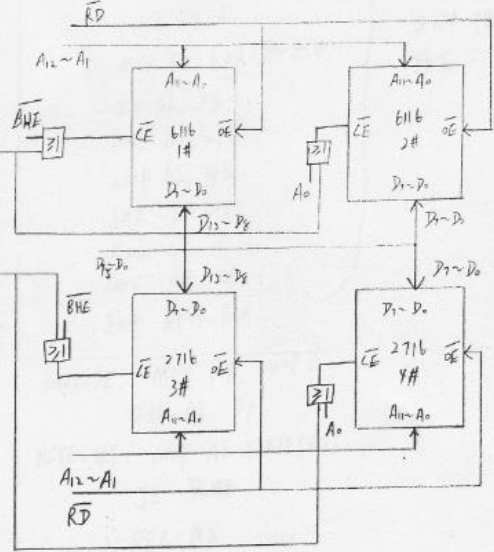 RD
A12~A1
A11~A0
BHE
≥1
CE 6116 OE
1#
D7~D0
A11~A0
≥1
A0
CE 6116 OE
2#
D7~D0
D15~D8
D7~D0
D15~D0
D15~D8
D7~D0
BHE
≥1
D7~D0
CE 2716 OE
3#
A11~A0
D7~D0
CE 2716 OE
4#
A11~A0
≥1
A0
A12~A1
RD